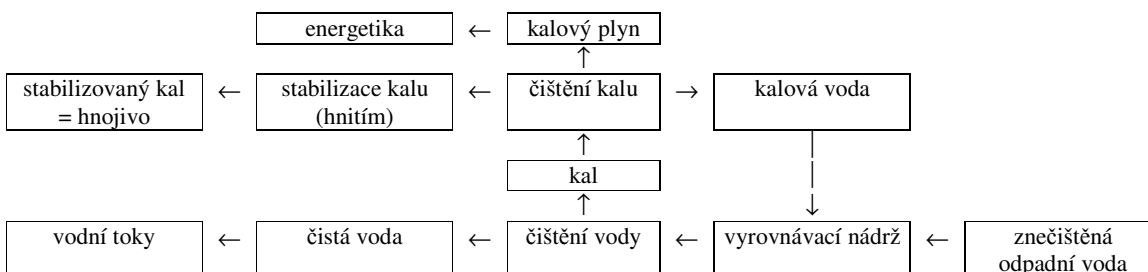 energetika ← kalový plyn
↑
stabilizovaný kal = hnojivo ← stabilizace kalu (hnitím) ← čištění kalu → kalová voda
↑
kal
↑ ↓
vodní toky ← čistá voda ← čištění vody ← vyrovnávací nádrž ← znečištěná odpadní voda